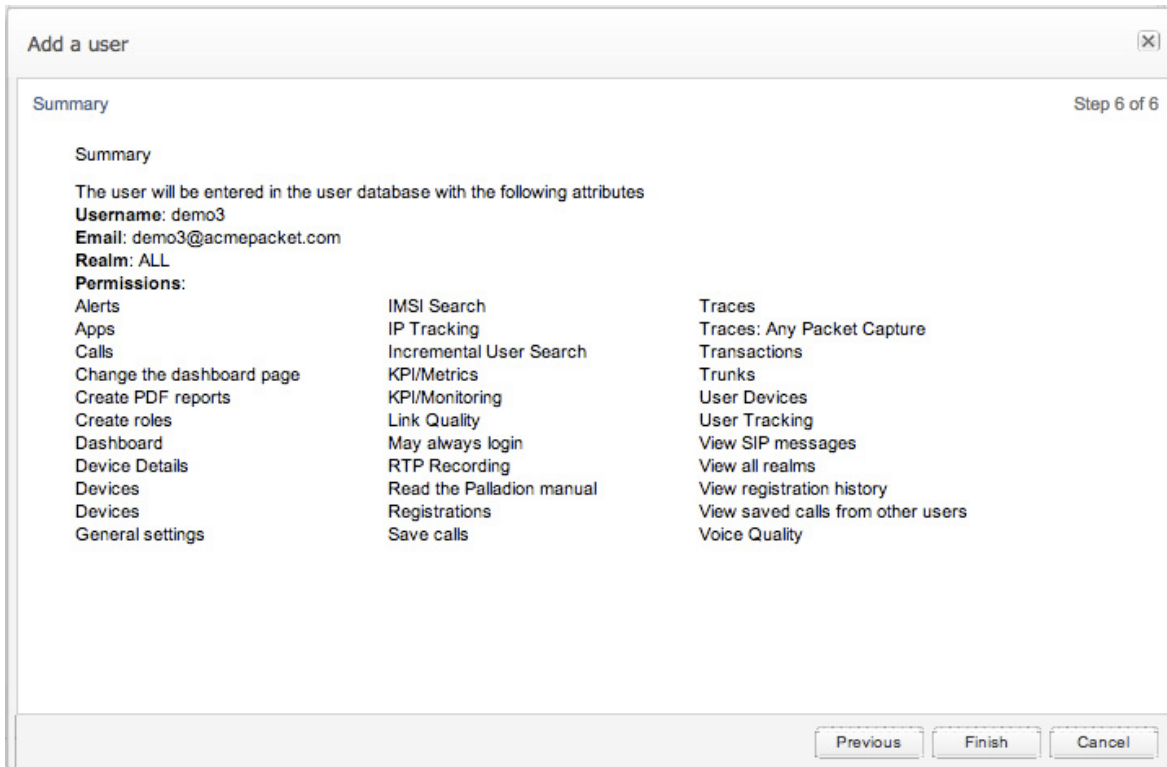 Add a user
Summary
Step 6 of 6
Summary
The user will be entered in the user database with the following attributes
Username: demo3
Email: demo3@acmepacket.com
Realm: ALL
Permissions:
Alerts
Apps
Calls
Change the dashboard page
Create PDF reports
Create roles
Dashboard
Device Details
Devices
Devices
General settings
IMSI Search
IP Tracking
Incremental User Search
KPI/Metrics
KPI/Monitoring
Link Quality
May always login
RTP Recording
Read the Palladion manual
Registrations
Save calls
Traces
Traces: Any Packet Capture
Transactions
Trunks
User Devices
User Tracking
View SIP messages
View all realms
View registration history
View saved calls from other users
Voice Quality
Previous
Finish
Cancel